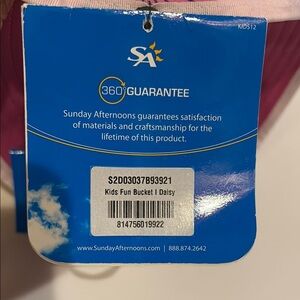 KIDS12
SA
360° GUARANTEE
Sunday Afternoons guarantees satisfaction
of materials and craftsmanship for the
lifetime of this product.
S2D03037B93921
Kids Fun Bucket | Daisy
814756019922
www.SundayAfternoons.com | 888.874.2642